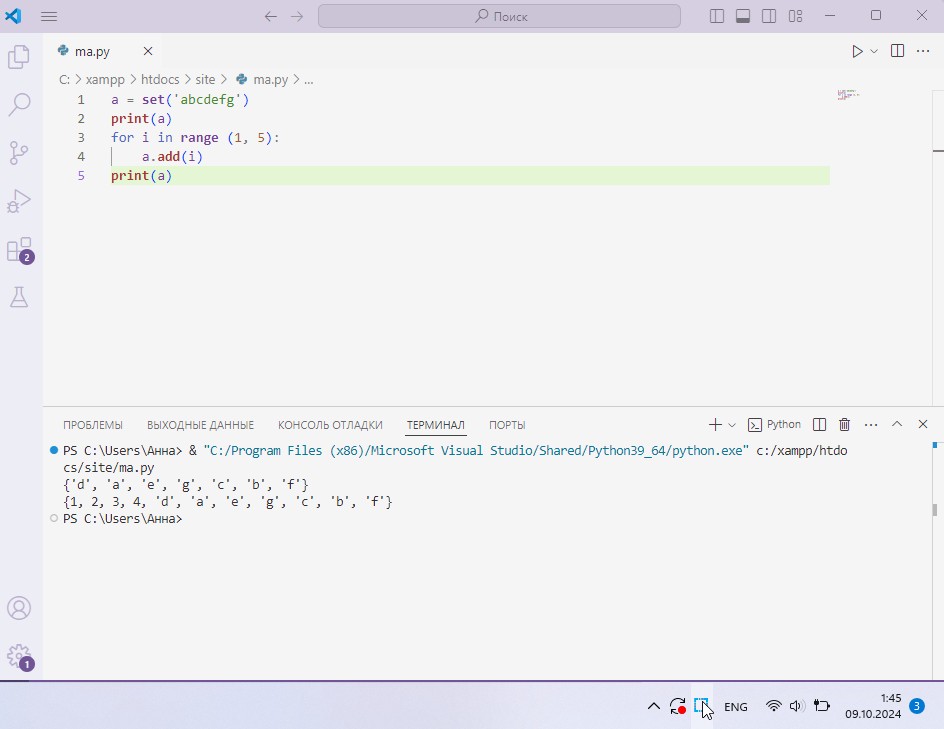 Поиск
ma.py
C: > xampp > htdocs > site > ma.py > ...
1 a = set('abcdefg')
2 print(a)
3 for i in range (1, 5):
4 a.add(i)
5 print(a)
2
ПРОБЛЕМЫ ВЫХОДНЫЕ ДАННЫЕ КОНСОЛЬ ОТЛАДКИ ТЕРМИНАЛ ПОРТЫ Python
PS C:\Users\Анна> & "C:/Program Files (x86)/Microsoft Visual Studio/Shared/Python39_64/python.exe" c:/xampp/htdo
cs/site/ma.py
{'d', 'a', 'e', 'g', 'c', 'b', 'f'}
{1, 2, 3, 4, 'd', 'a', 'e', 'g', 'c', 'b', 'f'}
PS C:\Users\Анна>
1
ENG
1:45
09.10.2024
3